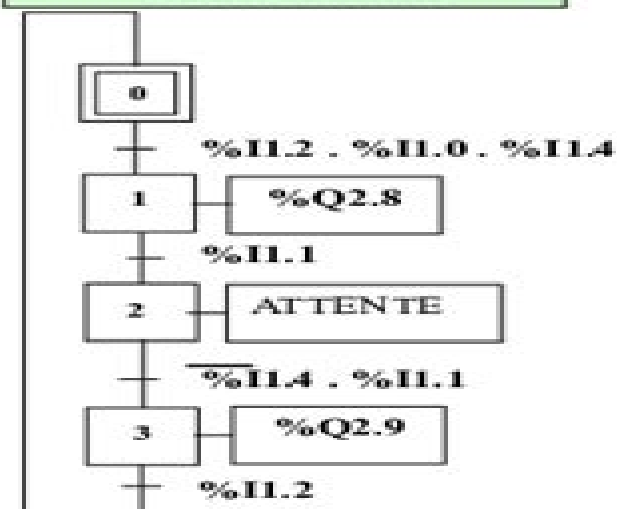 0
%I1.2 . %I1.0 . %I1.4
1 %Q2.8
%I1.1
2 ATTENTE
%I1.4 . %I1.1
3 %Q2.9
%I1.2